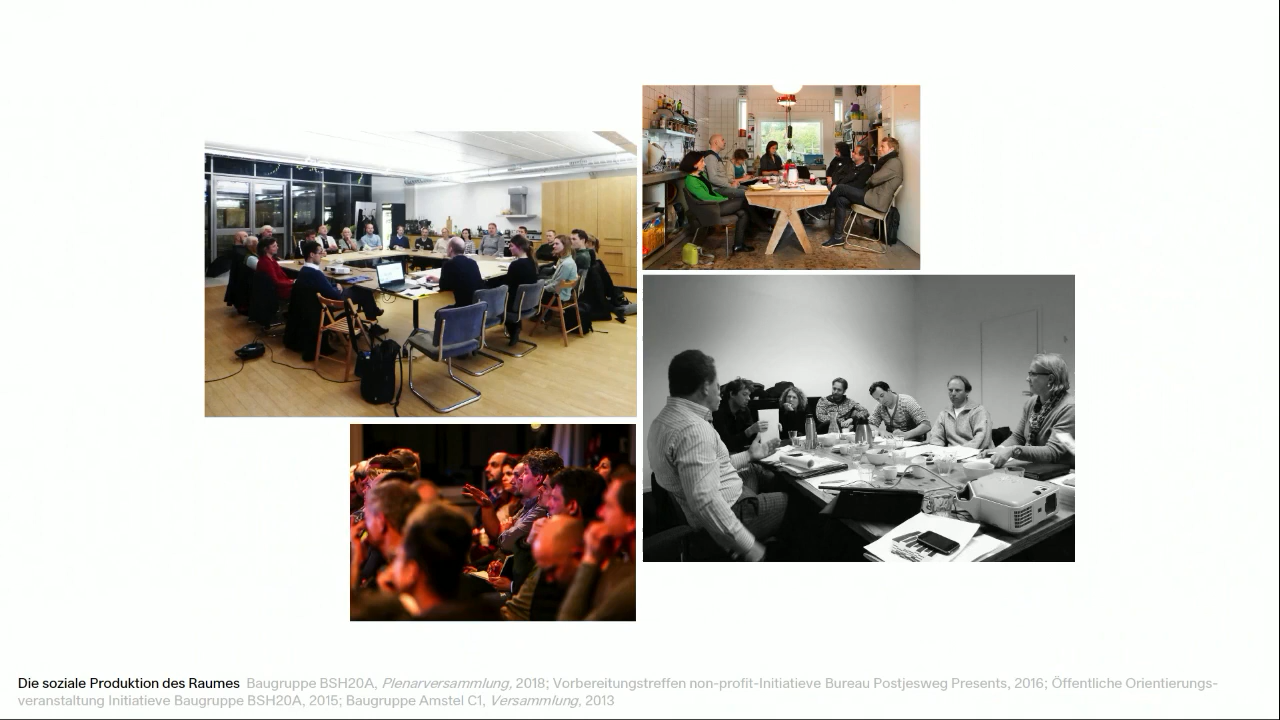 Die soziale Produktion des Raumes Baugruppe BSH20A, Plenarversammlung, 2018; Vorbereitungstreffen non-profit-Initiatieve Bureau Postjesweg Presents, 2016; Öffentliche Orientierungs-
veranstaltung Initiatieve Baugruppe BSH20A, 2015; Baugruppe Amstel C1, Versammlung, 2013